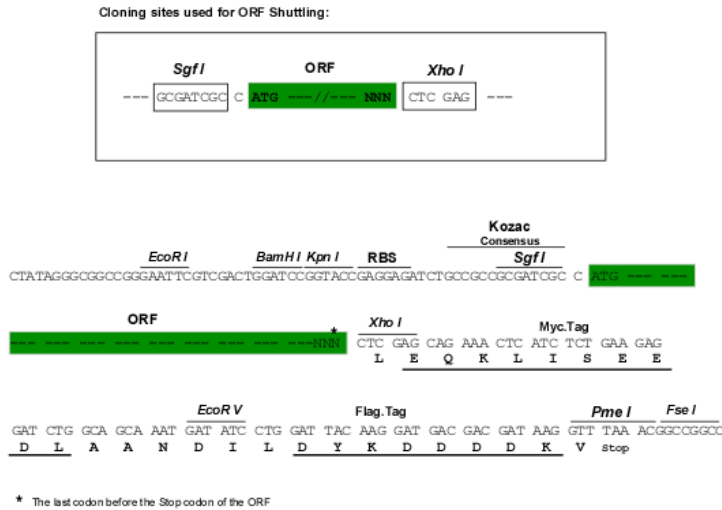 Cloning sites used for ORF Shuttling:
Sgf I ORF Xho I
--- GCGATCGC C ATG ---//--- NNN CTC GAG ---
Kozac
Consensus
EcoR I BamH I Kpn I RBS Sgf I
CTATAGGGCGGCCGGGAATTCGTCGACTGGATCCGGTACCGAGGAGATCTGCCGCCGCGATCGC C ATG --- ---
ORF
* Xho I Myc.Tag
--- --- --- --- --- --- --- --- --- --- ---NNN CTC GAG CAG AAA CTC ATC TCT GAA GAG
L E Q K L I S E E
EcoR V Flag.Tag Pme I Fse I
GAT CTG GCA GCA AAT GAT ATC CTG GAT TAC AAG GAT GAC GAC GAT AAG GTT TAA ACGGCCGGCC
D L A A N D I L D Y K D D D D K V Stop
* The last codon before the Stop codon of the ORF